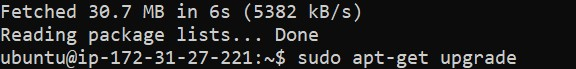 Fetched 30.7 MB in 6s (5382 kB/s)
Reading package lists... Done
ubuntu@ip-172-31-27-221:~$ sudo apt-get upgrade